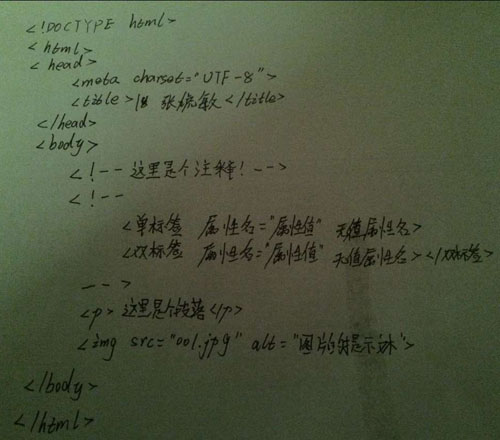 <!DOCTYPE html>
<html>
<head>
<meta charset="UTF-8">
<title> 张 敏</title>
</head>
<body>
<!-- 这里是个注释! -->
<!--
<单标签 属性名="属性值" 无值属性名>
<双标签 属性名="属性值" 无值属性名></双标签>
-->
<p>这里是个段落</p>
<img src="001.jpg" alt="图片的提示文本">
</body>
</html>